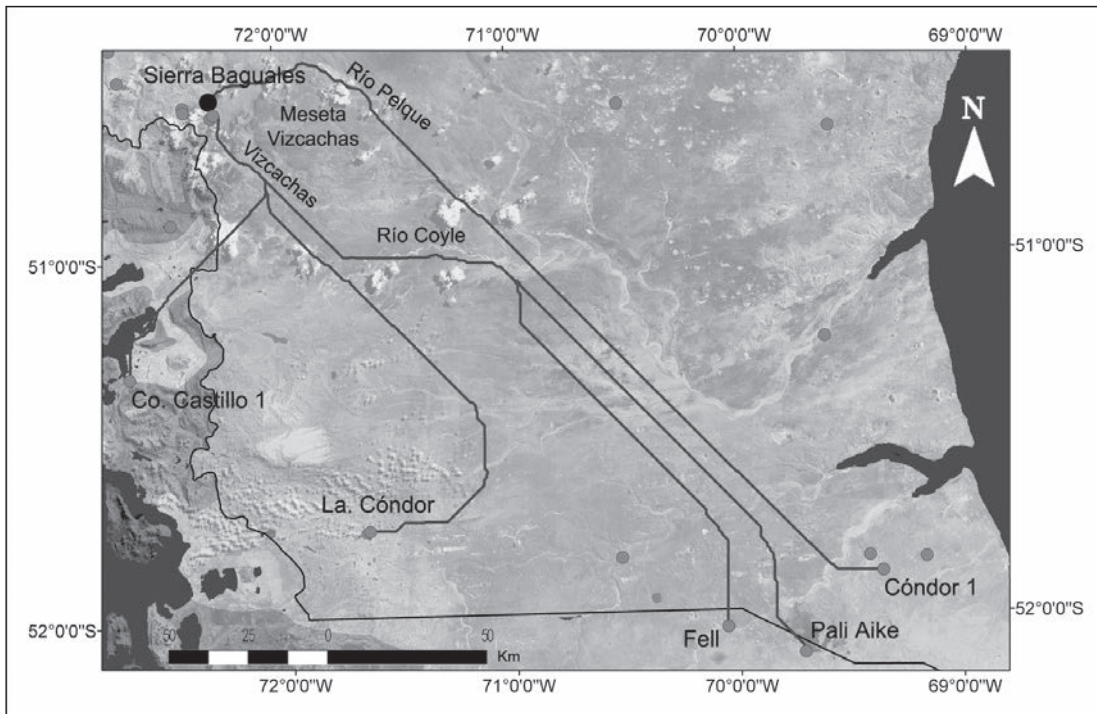 72°0'0"W 71°0'0"W 70°0'0"W 69°0'0"W
Sierra Baguales
Río Pelque
N
Meseta
Vizcachas
Vizcachas
Río Coyle
51°0'0"S 51°0'0"S
Co. Castillo 1
La. Cóndor
Cóndor 1
52°0'0"S 52°0'0"S
Fell
Pali Aike
50 25 0 50
Km
72°0'0"W 71°0'0"W 70°0'0"W 69°0'0"W